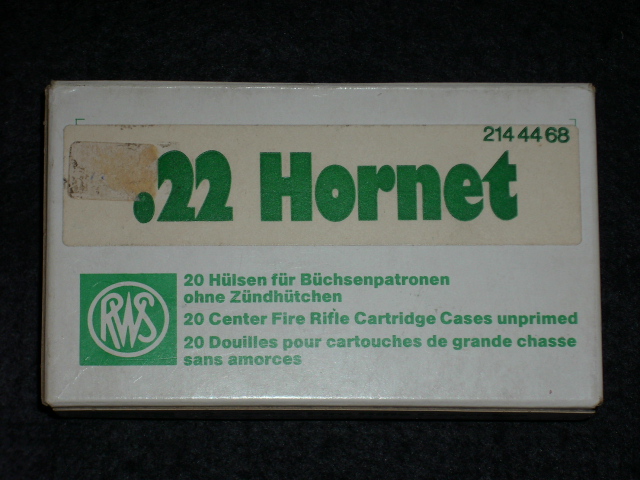 214 44 68
.22 Hornet
RWS
20 Hülsen für Büchsenpatronen
ohne Zündhütchen
20 Center Fire Rifle Cartridge Cases unprimed
20 Douilles pour cartouches de grande chasse
sans amorces